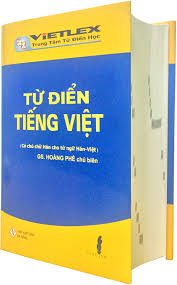 VIETLEX
Trung Tâm Từ Điển Học
TỪ ĐIỂN
TIẾNG VIỆT
(Có chú chữ Hán cho từ ngữ Hán-Việt)
GS. HOÀNG PHÊ chủ biên